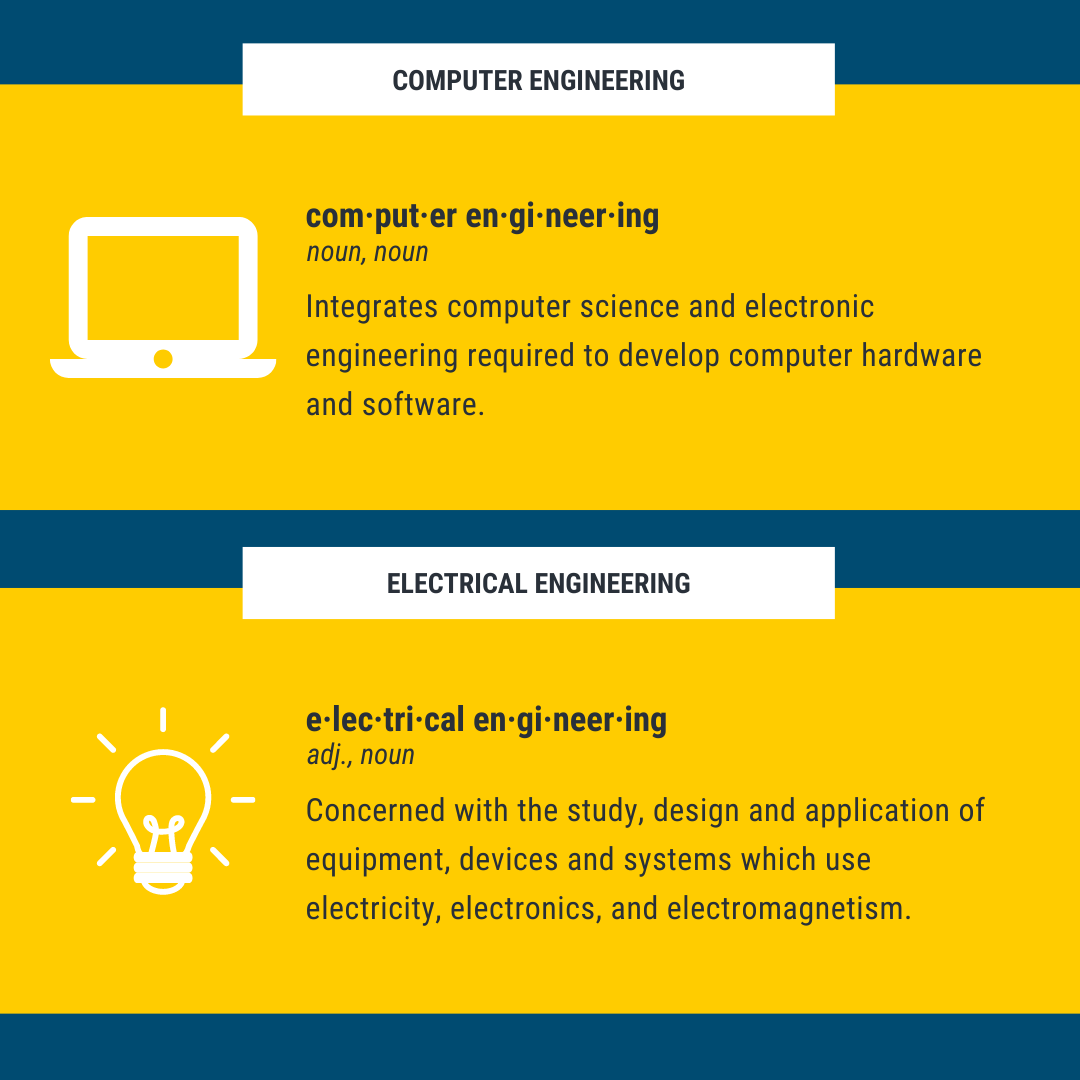 COMPUTER ENGINEERING
com·put·er en·gi·neer·ing
noun, noun
Integrates computer science and electronic
engineering required to develop computer hardware
and software.
ELECTRICAL ENGINEERING
e·lec·tri·cal en·gi·neer·ing
adj., noun
Concerned with the study, design and application of
equipment, devices and systems which use
electricity, electronics, and electromagnetism.